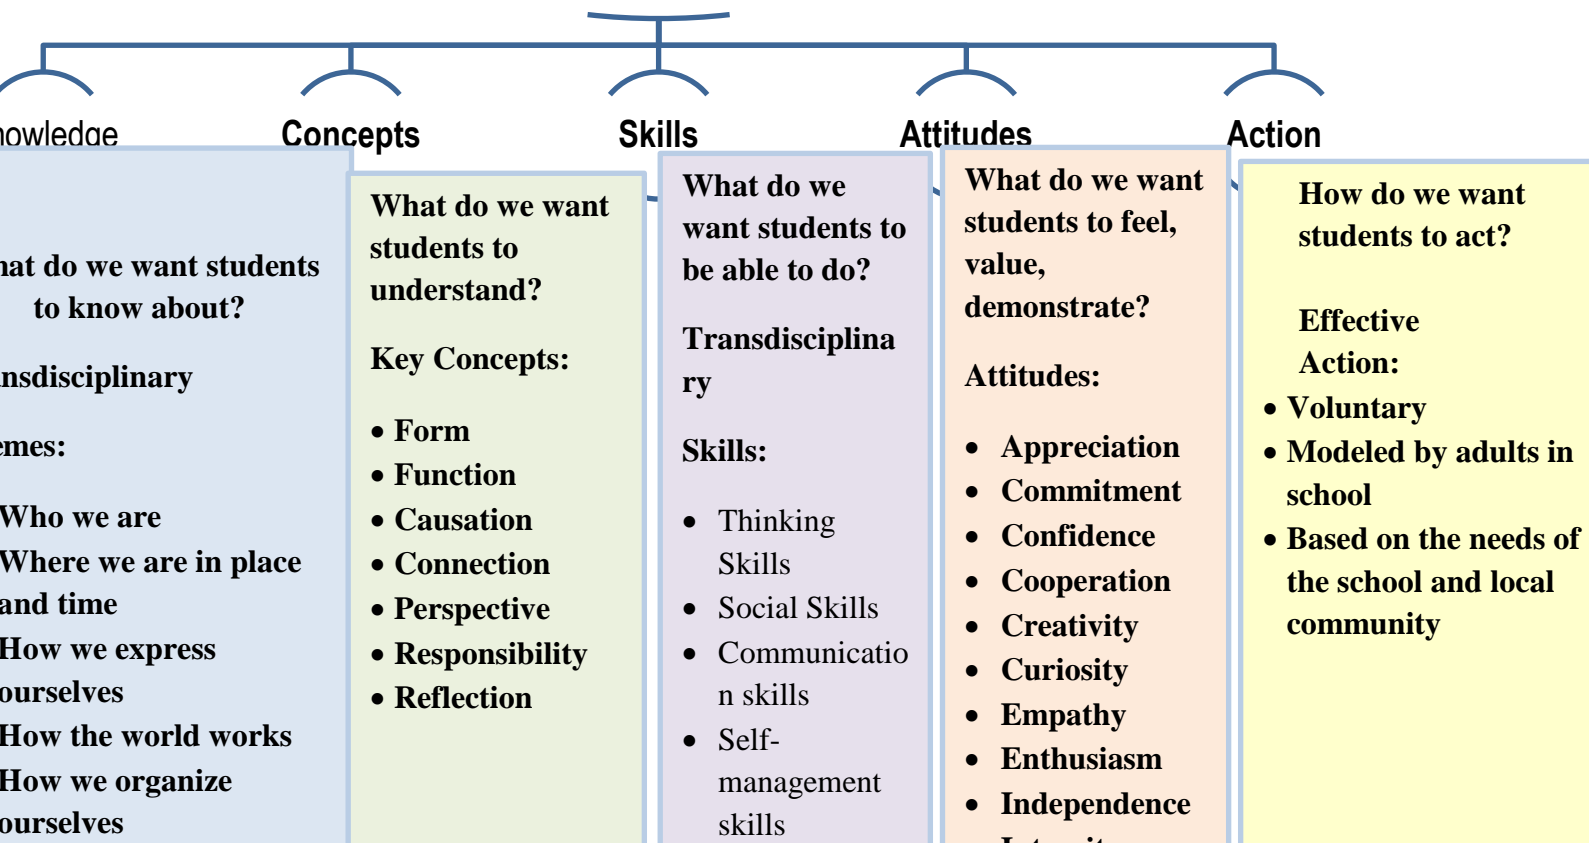 nowledge
Concepts
Skills
Attitudes
Action
hat do we want students
to know about?
nsdisciplinary
emes:
Who we are
Where we are in place
and time
How we express
ourselves
How the world works
How we organize
ourselves
What do we want
students to
understand?
Key Concepts:
• Form
• Function
• Causation
• Connection
• Perspective
• Responsibility
• Reflection
What do we
want students to
be able to do?
Transdisciplina
ry
Skills:
• Thinking
Skills
• Social Skills
• Communicatio
n skills
• Self-
management
skills
What do we want
students to feel,
value,
demonstrate?
Attitudes:
• Appreciation
• Commitment
• Confidence
• Cooperation
• Creativity
• Curiosity
• Empathy
• Enthusiasm
• Independence
How do we want
students to act?
Effective
Action:
• Voluntary
• Modeled by adults in
school
• Based on the needs of
the school and local
community